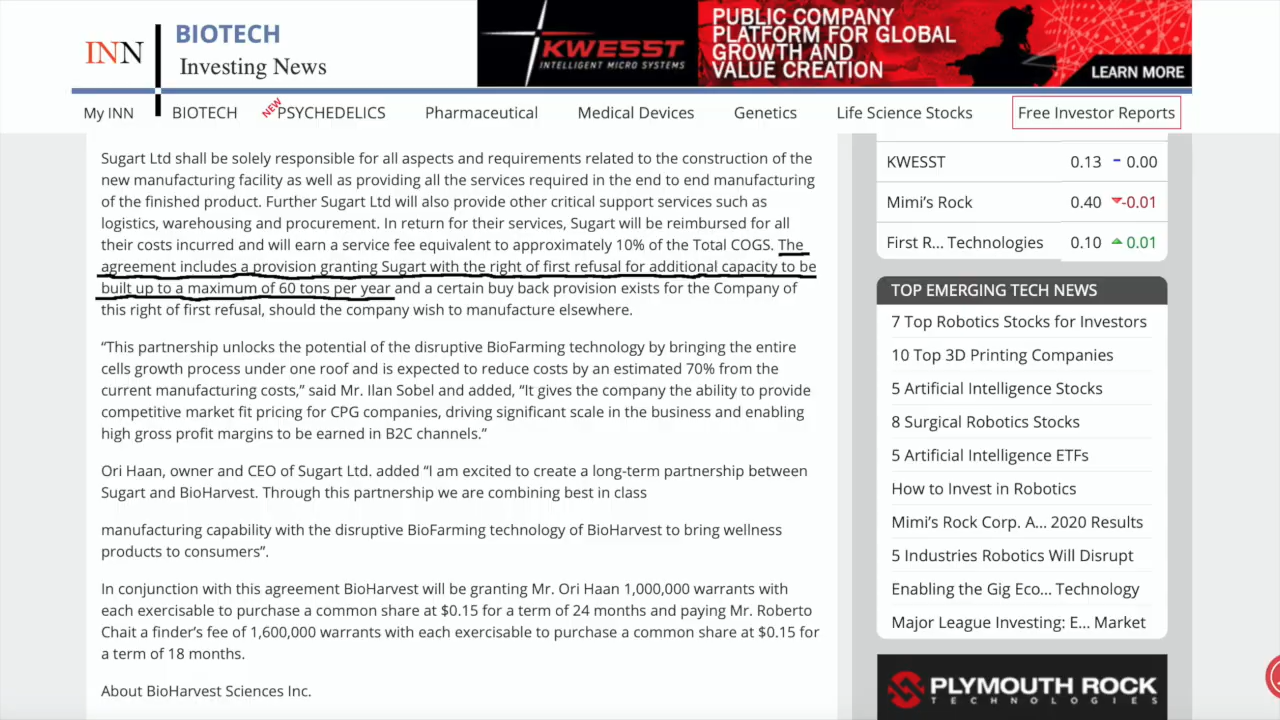 INN
BIOTECH
Investing News
KWESST
INTELLIGENT MICRO SYSTEMS
PUBLIC COMPANY
PLATFORM FOR GLOBAL
GROWTH AND
VALUE CREATION
LEARN MORE
My INN BIOTECH NEW PSYCHEDELICS Pharmaceutical Medical Devices Genetics Life Science Stocks Free Investor Reports
Sugart Ltd shall be solely responsible for all aspects and requirements related to the construction of the
new manufacturing facility as well as providing all the services required in the end to end manufacturing
of the finished product. Further Sugart Ltd will also provide other critical support services such as
logistics, warehousing and procurement. In return for their services, Sugart will be reimbursed for all
their costs incurred and will earn a service fee equivalent to approximately 10% of the Total COGS. The
agreement includes a provision granting Sugart with the right of first refusal for additional capacity to be
built up to a maximum of 60 tons per year and a certain buy back provision exists for the Company of
this right of first refusal, should the company wish to manufacture elsewhere.
“This partnership unlocks the potential of the disruptive BioFarming technology by bringing the entire
cells growth process under one roof and is expected to reduce costs by an estimated 70% from the
current manufacturing costs,” said Mr. Ilan Sobel and added, “It gives the company the ability to provide
competitive market fit pricing for CPG companies, driving significant scale in the business and enabling
high gross profit margins to be earned in B2C channels.”
Ori Haan, owner and CEO of Sugart Ltd. added “I am excited to create a long-term partnership between
Sugart and BioHarvest. Through this partnership we are combining best in class
manufacturing capability with the disruptive BioFarming technology of BioHarvest to bring wellness
products to consumers”.
In conjunction with this agreement BioHarvest will be granting Mr. Ori Haan 1,000,000 warrants with
each exercisable to purchase a common share at $0.15 for a term of 24 months and paying Mr. Roberto
Chait a finder’s fee of 1,600,000 warrants with each exercisable to purchase a common share at $0.15 for
a term of 18 months.
About BioHarvest Sciences Inc.
KWESST 0.13 0.00
Mimi’s Rock 0.40 -0.01
First R... Technologies 0.10 0.01
TOP EMERGING TECH NEWS
7 Top Robotics Stocks for Investors
10 Top 3D Printing Companies
5 Artificial Intelligence Stocks
8 Surgical Robotics Stocks
5 Artificial Intelligence ETFs
How to Invest in Robotics
Mimi’s Rock Corp. A... 2020 Results
5 Industries Robotics Will Disrupt
Enabling the Gig Eco... Technology
Major League Investing: E... Market
PLYMOUTH ROCK
TECHNOLOGIES